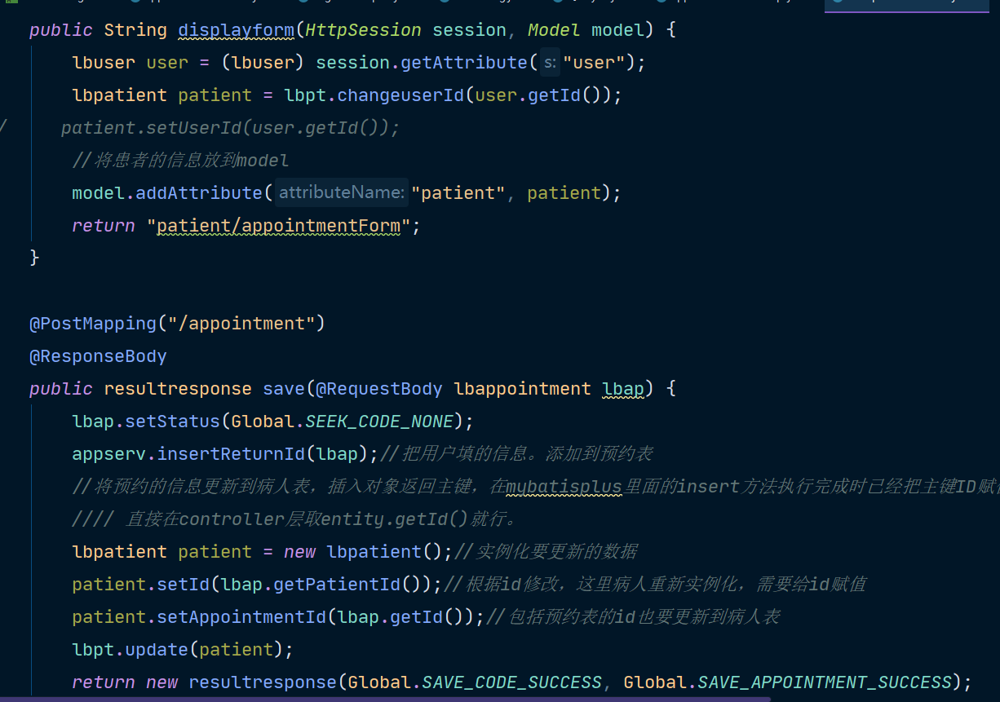 public String displayform(HttpSession session, Model model) {
lbuser user = (lbuser) session.getAttribute( s: "user");
lbpatient patient = lbpt.changeuserId(user.getId());
/ patient.setUserId(user.getId());
//将患者的信息放到model
model.addAttribute( attributeName: "patient", patient);
return "patient/appointmentForm";
}
@PostMapping("/appointment")
@ResponseBody
public resultresponse save(@RequestBody lbappointment lbap) {
lbap.setStatus(Global.SEEK_CODE_NONE);
appserv.insertReturnId(lbap);//把用户填的信息。添加到预约表
//将预约的信息更新到病人表，插入对象返回主键，在mybatisplus里面的insert方法执行完成时已经把主键ID赋
//// 直接在controller层取entity.getId()就行。
lbpatient patient = new lbpatient();//实例化要更新的数据
patient.setId(lbap.getPatientId());//根据id修改，这里病人重新实例化，需要给id赋值
patient.setAppointmentId(lbap.getId());//包括预约表的id也要更新到病人表
lbpt.update(patient);
return new resultresponse(Global.SAVE_CODE_SUCCESS, Global.SAVE_APPOINTMENT_SUCCESS);